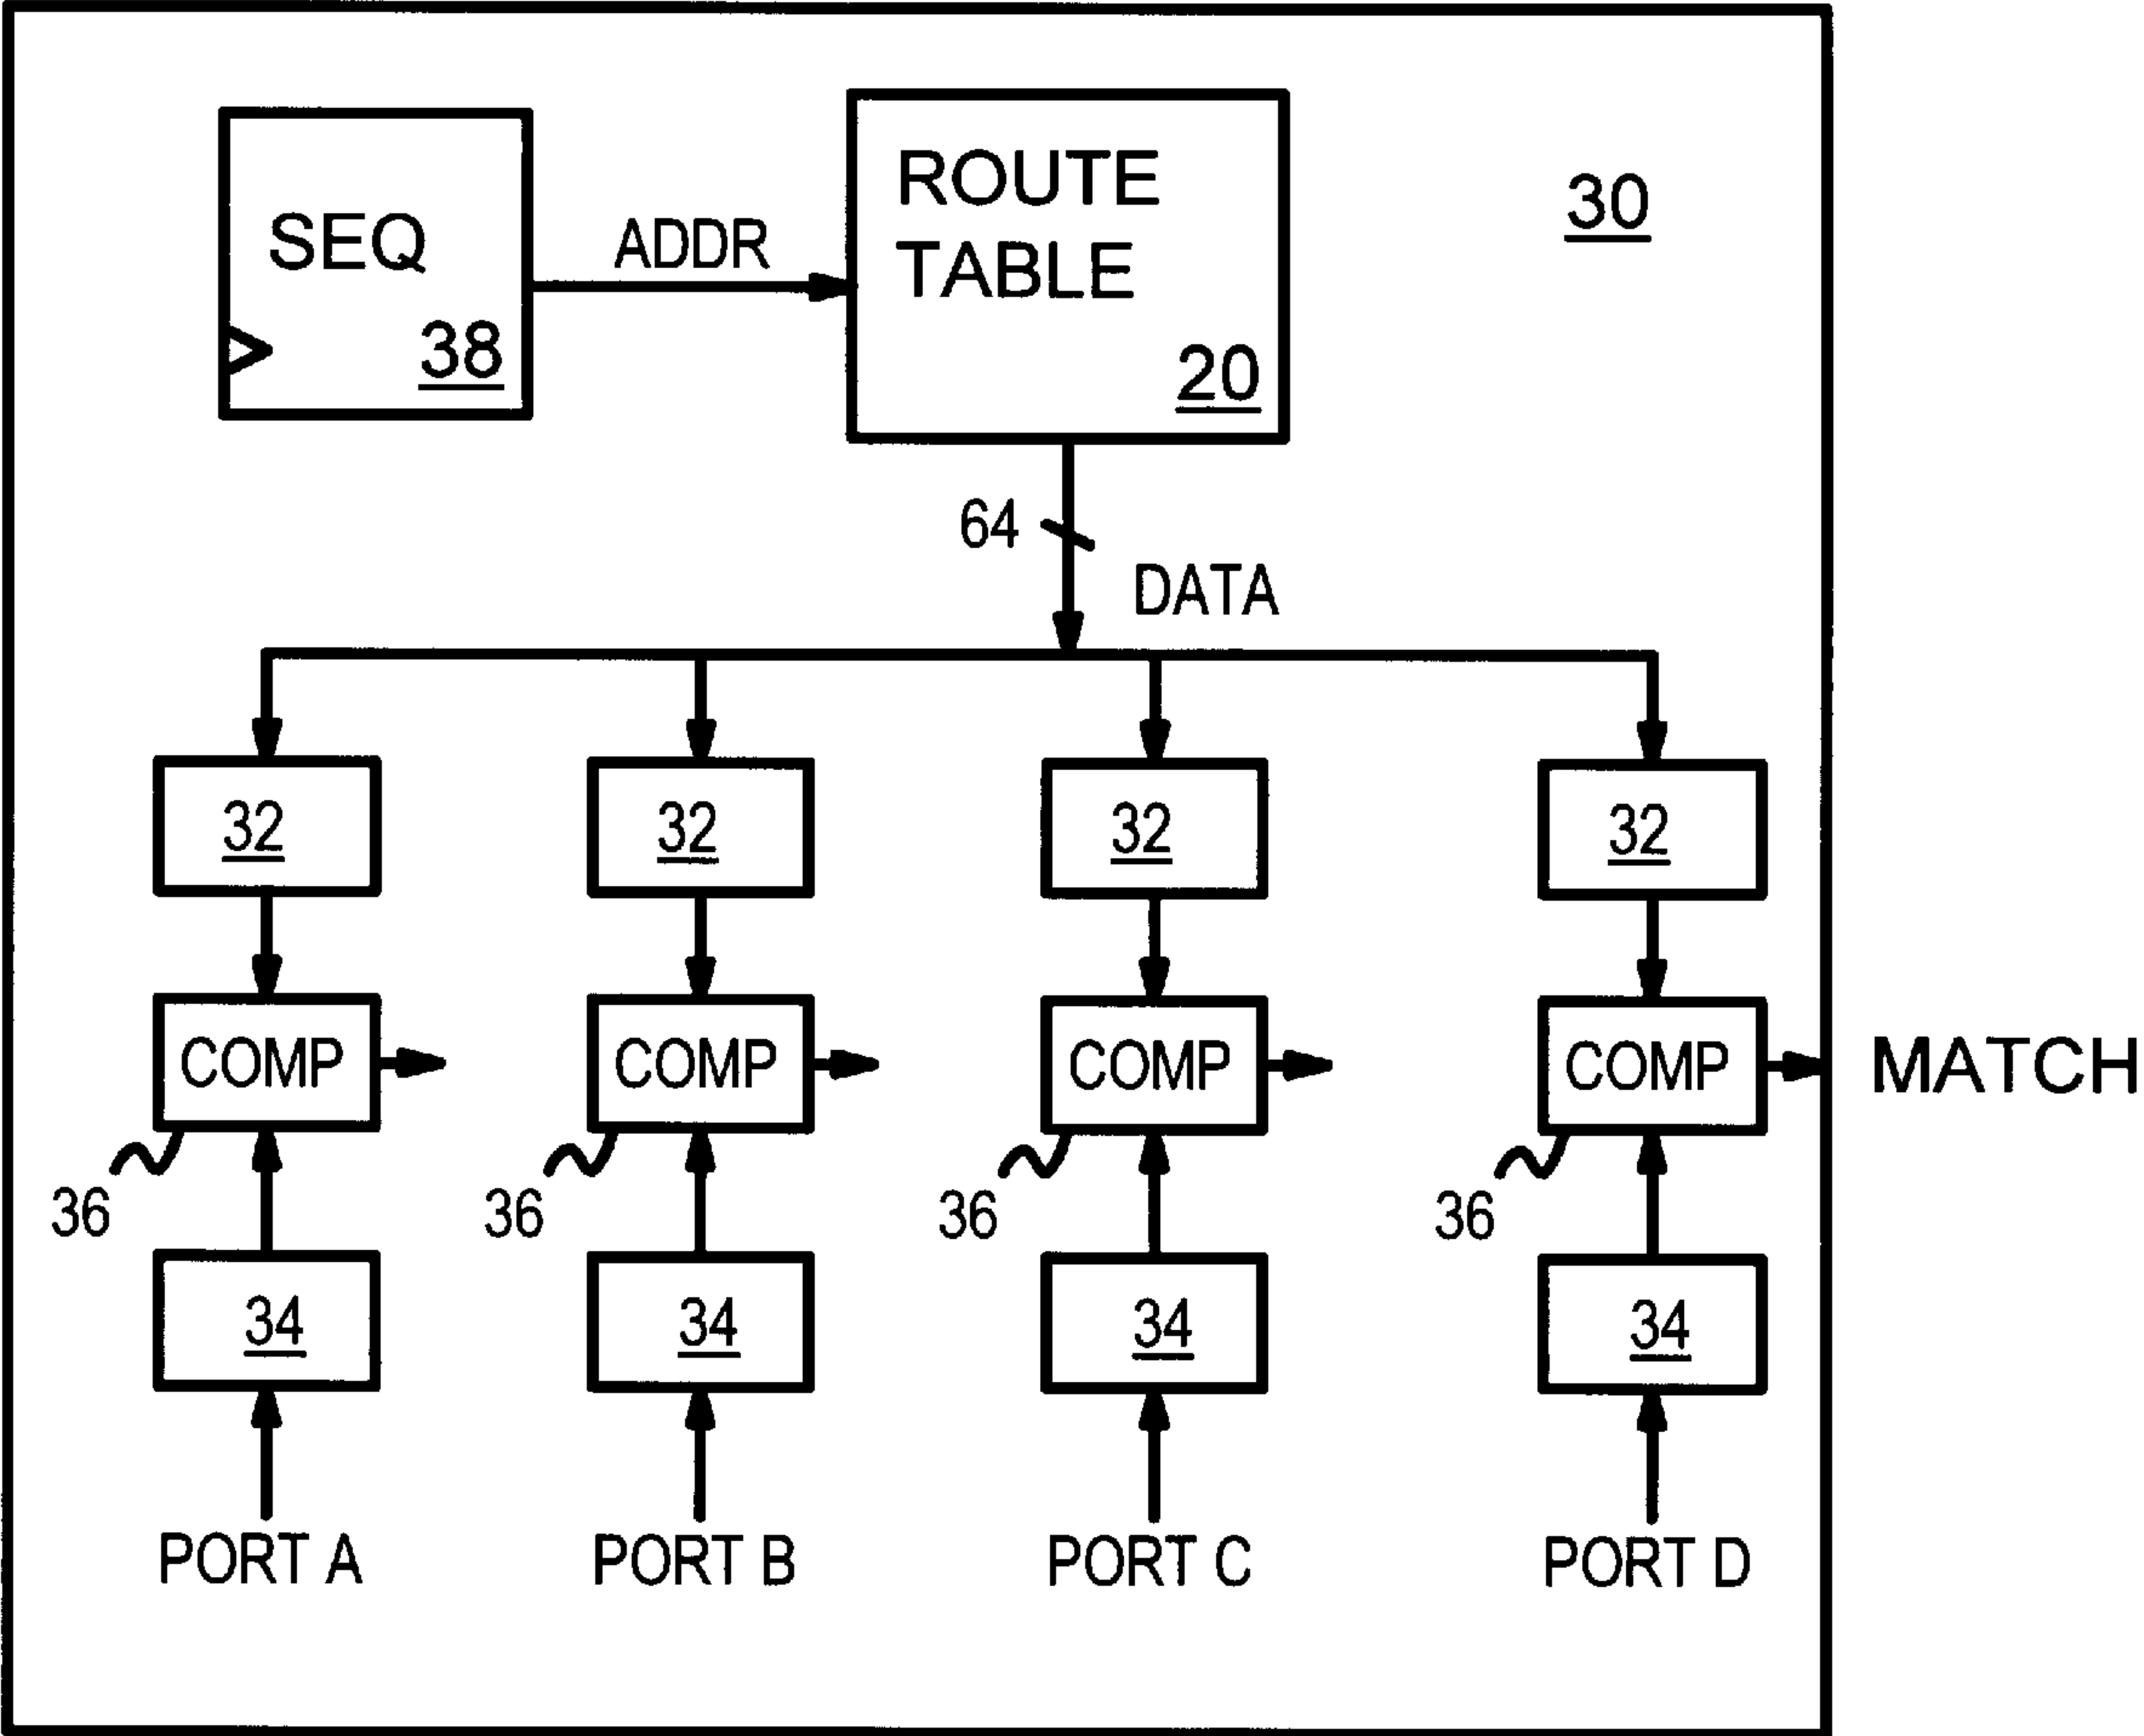 SEQ
38
ADDR
ROUTE
TABLE
20
30
64
DATA
32
32
32
32
COMP
COMP
COMP
COMP
MATCH
36
36
36
36
34
34
34
34
PORT A
PORT B
PORT C
PORT D